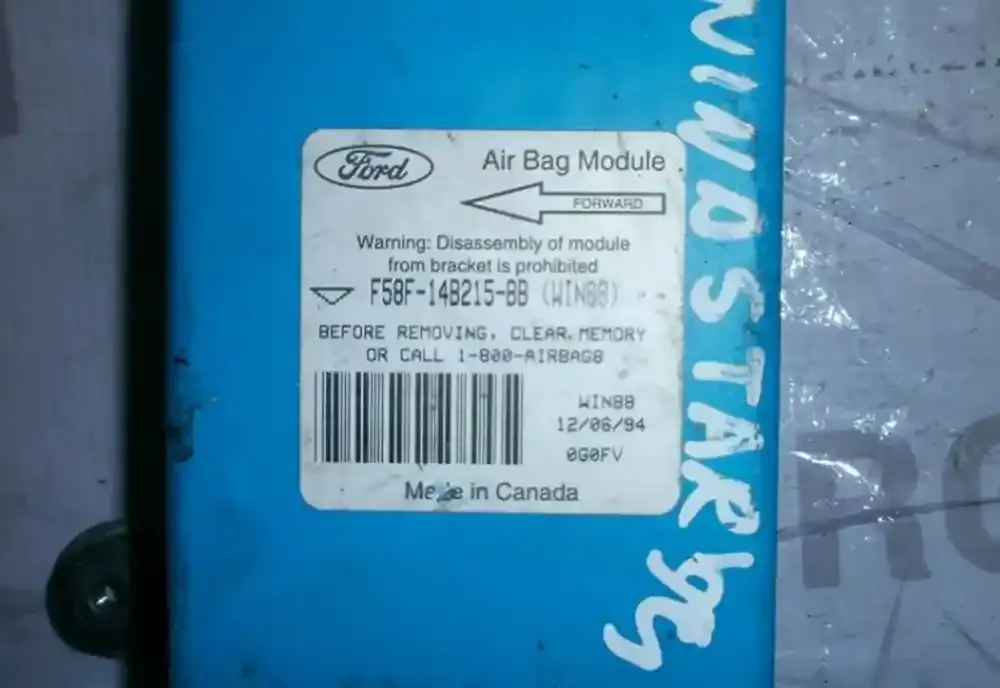 Ford
Air Bag Module
FORWARD
Warning: Disassembly of module
from bracket is prohibited
F58F-14B215-BB (WIN88)
BEFORE REMOVING, CLEAR MEMORY
OR CALL 1-800-AIRBAG8
WIN88
12/06/94
0G0FV
Made in Canada
WINDSTAR 95